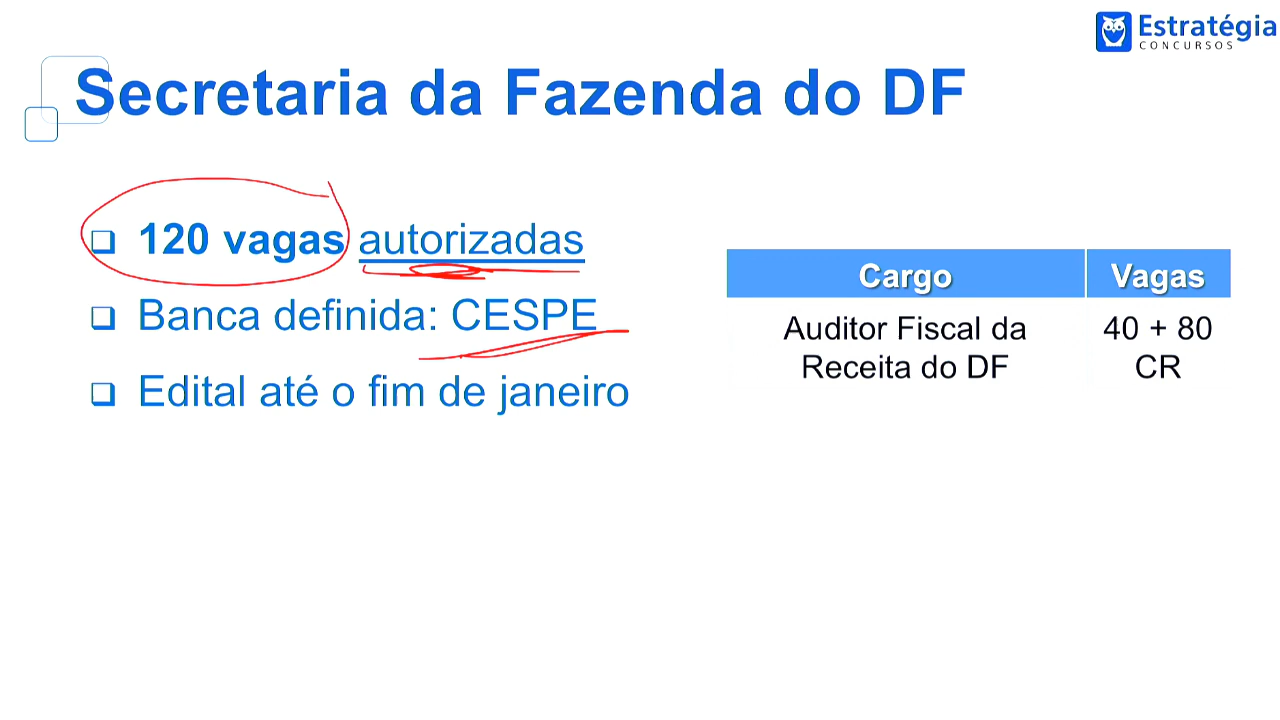 Estratégia
CONCURSOS
Secretaria da Fazenda do DF
120 vagas autorizadas
Banca definida: CESPE
Edital até o fim de janeiro
Cargo Vagas
Auditor Fiscal da 40 + 80
Receita do DF CR